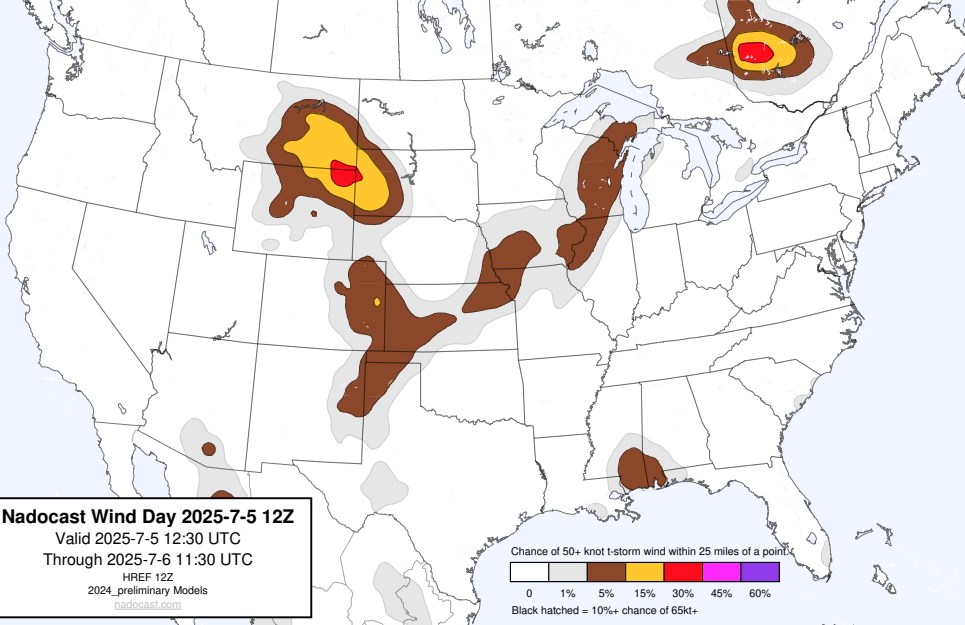 Nadocast Wind Day 2025-7-5 12Z
Valid 2025-7-5 12:30 UTC
Through 2025-7-6 11:30 UTC
HREF 12Z
2024_preliminary Models
nadocast.com
Chance of 50+ knot t-storm wind within 25 miles of a point.
0 1% 5% 15% 30% 45% 60%
Black hatched = 10%+ chance of 65kt+